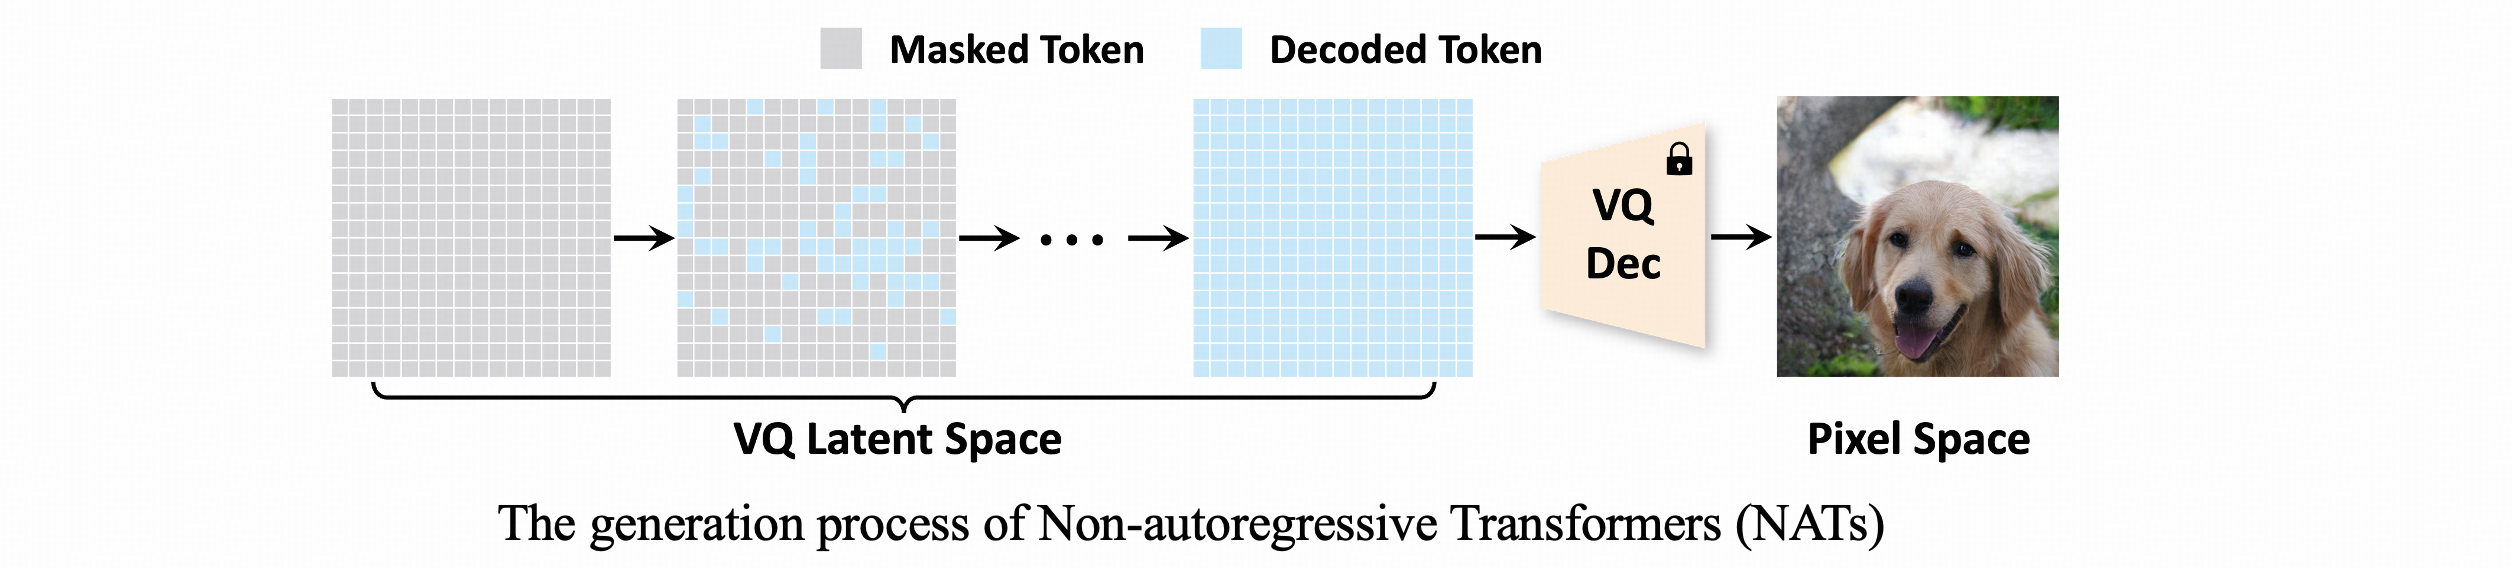 Masked Token
Decoded Token
VQ
Dec
VQ Latent Space
Pixel Space
The generation process of Non-autoregressive Transformers (NATs)